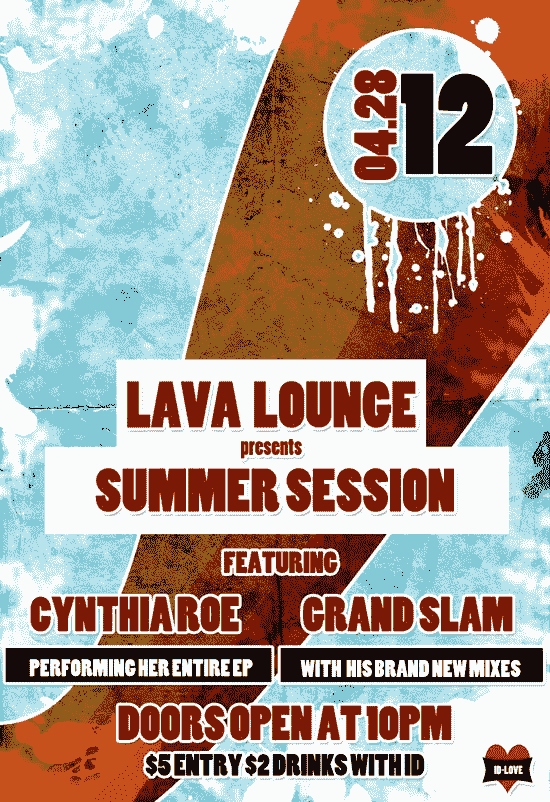 04.28
12
LAVA LOUNGE
presents
SUMMER SESSION
FEATURING
CYNTHIA ROE
GRAND SLAM
PERFORMING HER ENTIRE EP
WITH HIS BRAND NEW MIXES
DOORS OPEN AT 10PM
$5 ENTRY $2 DRINKS WITH ID
ID-LOVE